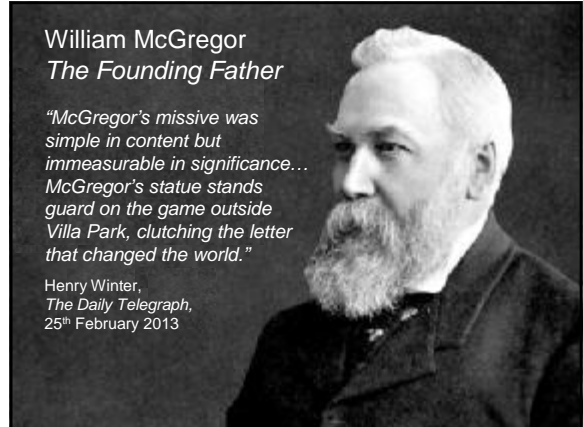 William McGregor
The Founding Father
“McGregor’s missive was
simple in content but
immeasurable in significance…
McGregor’s statue stands
guard on the game outside
Villa Park, clutching the letter
that changed the world.”
Henry Winter,
The Daily Telegraph,
25th February 2013